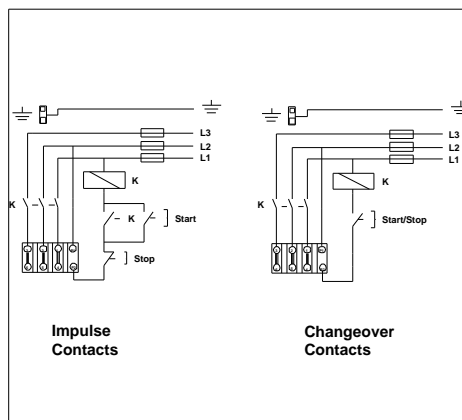 L3
L2
L1
K
K
K
Start
Stop
Impulse
Contacts
L3
L2
L1
K
K
Start/Stop
Changeover
Contacts